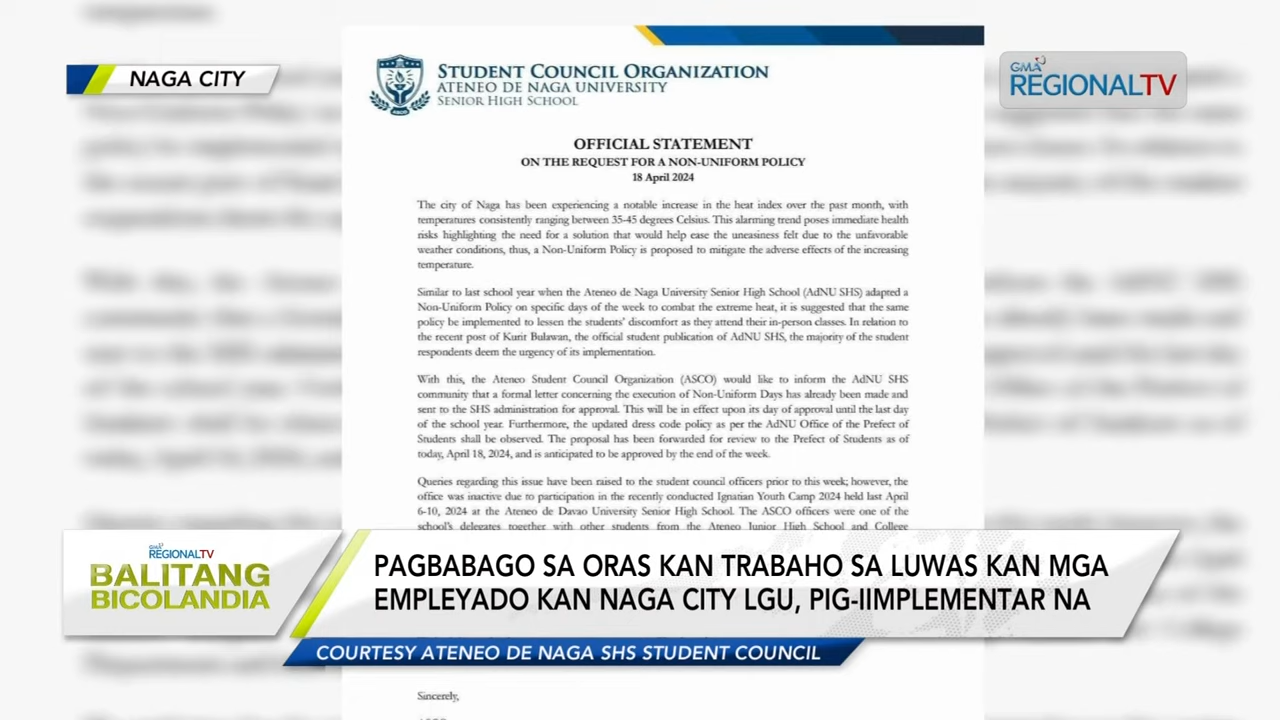 NAGA CITY
GMA
REGIONALTV
STUDENT COUNCIL ORGANIZATION
ATENEO DE NAGA UNIVERSITY
SENIOR HIGH SCHOOL
OFFICIAL STATEMENT
ON THE REQUEST FOR A NON-UNIFORM POLICY
18 April 2024
The city of Naga has been experiencing a notable increase in the heat index over the past month, with
temperatures consistently ranging between 35-45 degrees Celsius. This alarming trend poses immediate health
risks highlighting the need for a solution that would help ease the uneasiness felt due to the unfavorable
weather conditions, thus, a Non-Uniform Policy is proposed to mitigate the adverse effects of the increasing
temperature.
Similar to last school year when the Ateneo de Naga University Senior High School (AdNU SHS) adapted a
Non-Uniform Policy on specific days of the week to combat the extreme heat, it is suggested that the same
policy be implemented to lessen the students' discomfort as they attend their in-person classes. In relation to
the recent post of Kurit Bulawan, the official student publication of AdNU SHS, the majority of the student
respondents deem the urgency of its implementation.
With this, the Ateneo Student Council Organization (ASCO) would like to inform the AdNU SHS
community that a formal letter concerning the execution of Non-Uniform Days has already been made and
sent to the SHS administration for approval. This will be in effect upon its day of approval until the last day
of the school year. Furthermore, the updated dress code policy as per the AdNU Office of the Prefect of
Students shall be observed. The proposal has been forwarded for review to the Prefect of Students as of
today, April 18, 2024, and is anticipated to be approved by the end of the week.
Queries regarding this issue have been raised to the student council officers prior to this week; however, the
office was inactive due to participation in the recently conducted Ignatian Youth Camp 2024 held last April
6-10, 2024 at the Ateneo de Davao University Senior High School. The ASCO officers were one of the
school's delegates together with other students from the Ateneo Junior High School and College
GMA
REGIONALTV
BALITANG
BICOLANDIA
PAGBABAGO SA ORAS KAN TRABAHO SA LUWAS KAN MGA
EMPLEYADO KAN NAGA CITY LGU, PIG-IIMPLEMENTAR NA
COURTESY ATENEO DE NAGA SHS STUDENT COUNCIL
Sincerely,